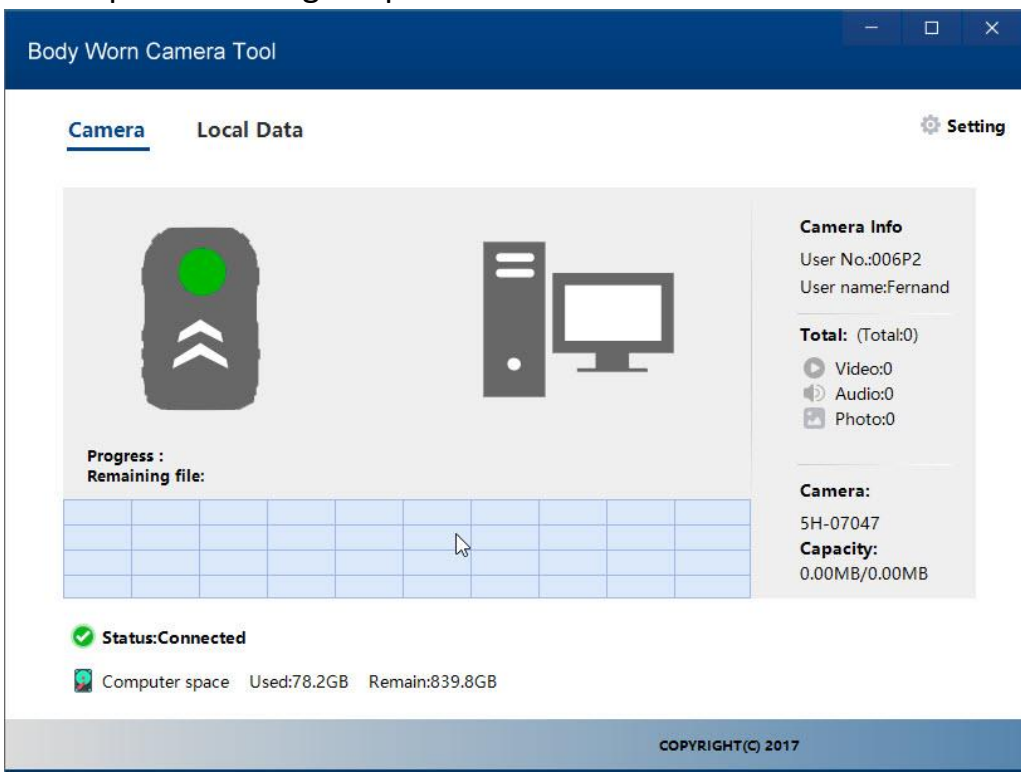 Body Worn Camera Tool
Camera Local Data Setting
Camera Info
User No.:006P2
User name:Fernand
Total: (Total:0)
Video:0
Audio:0
Photo:0
Progress :
Remaining file:
Camera:
5H-07047
Capacity:
0.00MB/0.00MB
Status:Connected
Computer space Used:78.2GB Remain:839.8GB
COPYRIGHT(C) 2017